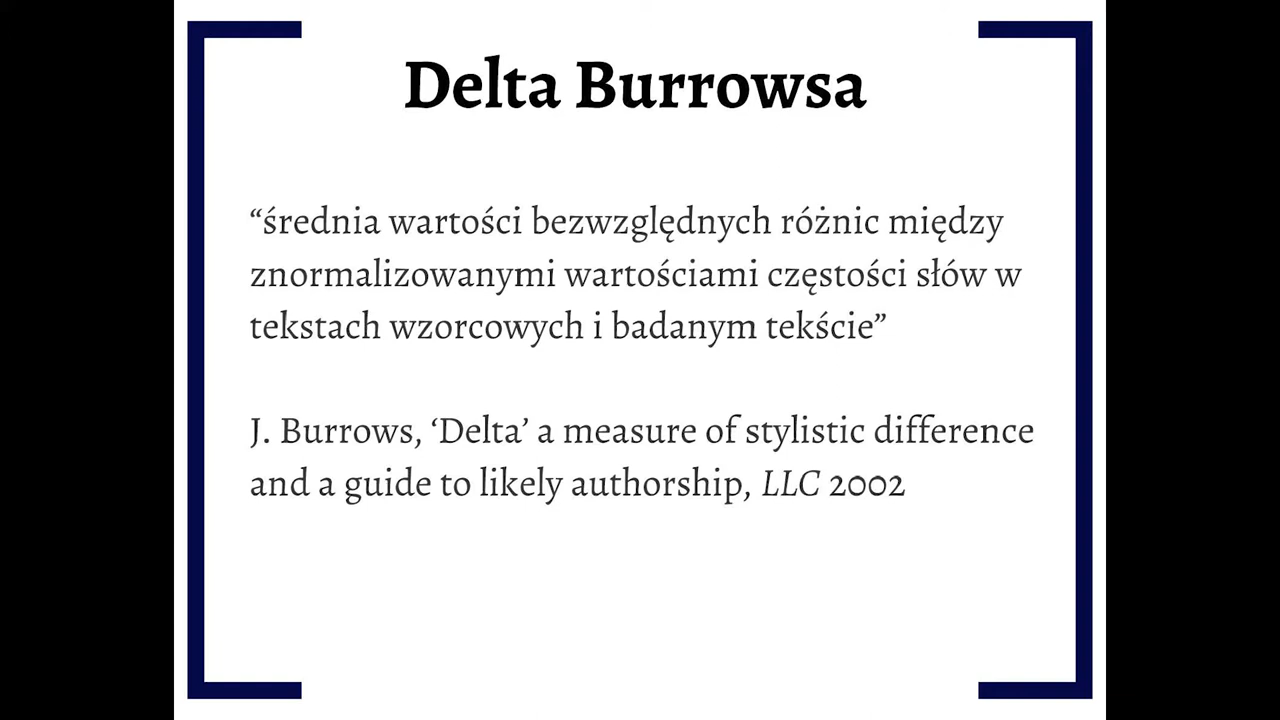 Delta Burrowsa
“średnia wartości bezwzględnych różnic między
znormalizowanymi wartościami częstości słów w
tekstach wzorcowych i badanym tekście”
J. Burrows, ‘Delta’ a measure of stylistic difference
and a guide to likely authorship, LLC 2002